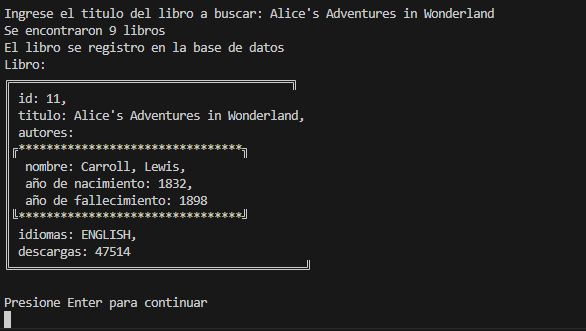 Ingrese el titulo del libro a buscar: Alice's Adventures in Wonderland
Se encontraron 9 libros
El libro se registro en la base de datos
Libro:
id: 11,
titulo: Alice's Adventures in Wonderland,
autores:
********************************
nombre: Carroll, Lewis,
año de nacimiento: 1832,
año de fallecimiento: 1898
********************************
idiomas: ENGLISH,
descargas: 47514
Presione Enter para continuar